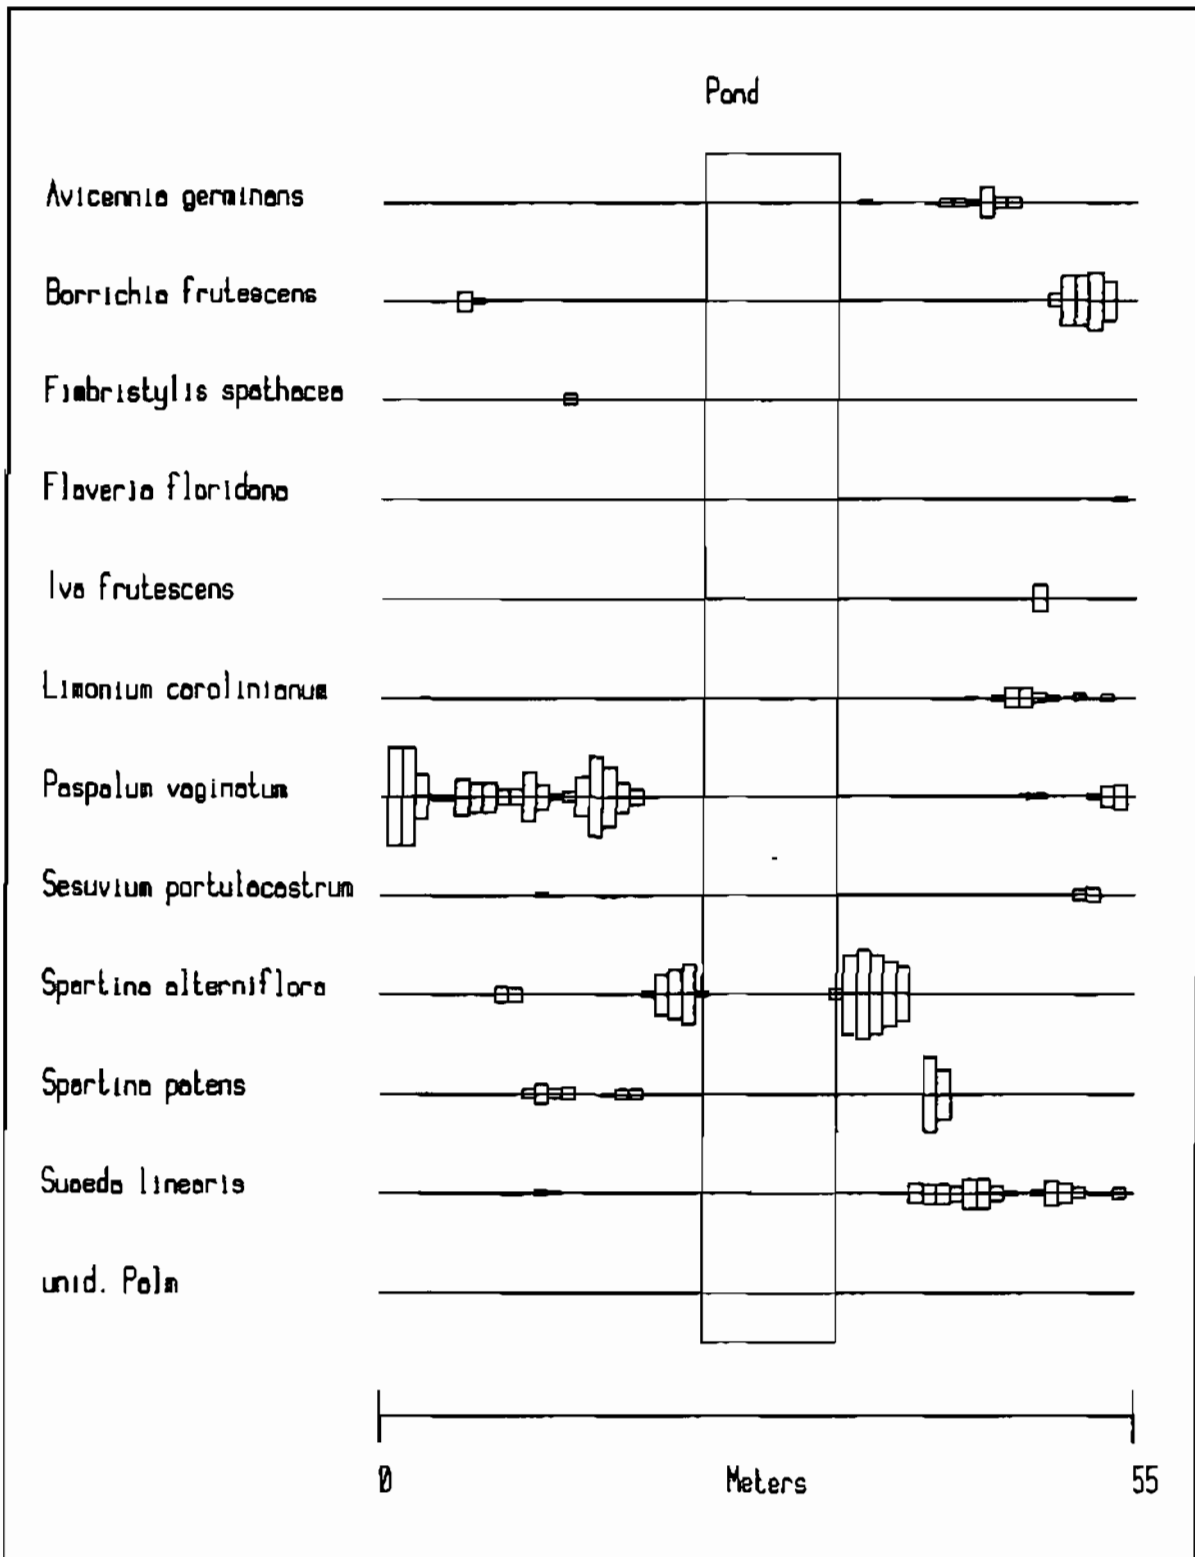 Pond
Avicennia germinans
Borrichia frutescens
Fimbristylis spathacea
Flaveria floridana
Iva frutescens
Limonium carolinianum
Paspalum vaginatum
Sesuvium portulacastrum
Spartina alterniflora
Spartina patens
Suaeda linearis
unid. Palm
0 Meters 55